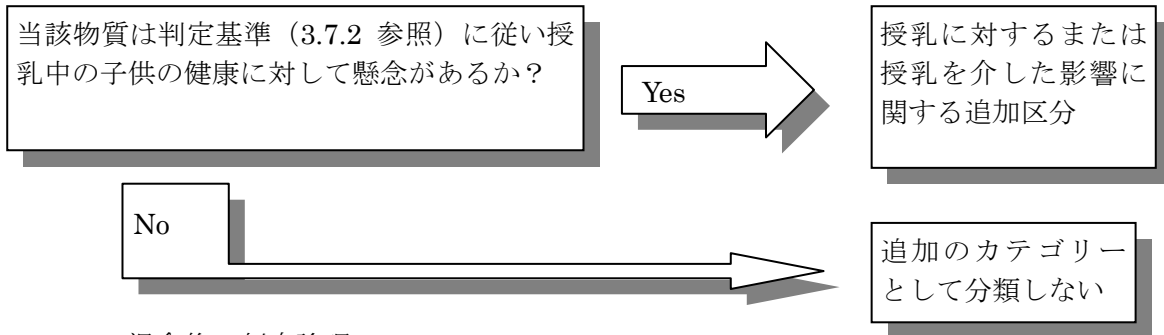 当該物質は判定基準（3.7.2 参照）に従い授
乳中の子供の健康に対して懸念があるか？
Yes
授乳に対するまたは
授乳を介した影響に
関する追加区分
No
追加のカテゴリー
として分類しない